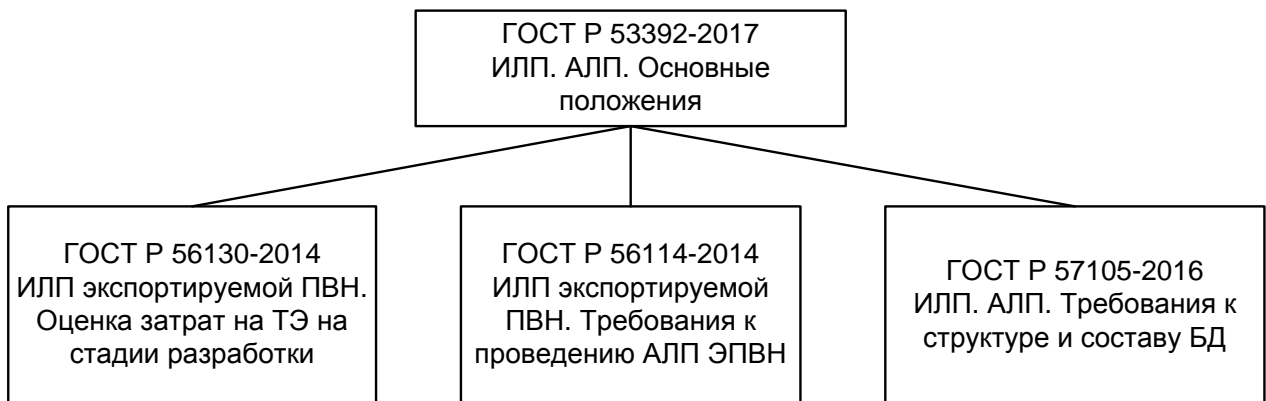 ГОСТ Р 53392-2017
ИЛП. АЛП. Основные
положения
ГОСТ Р 56130-2014
ИЛП экспортируемой ПВН.
Оценка затрат на ТЭ на
стадии разработки
ГОСТ Р 56114-2014
ИЛП экспортируемой
ПВН. Требования к
проведению АЛП ЭПВН
ГОСТ Р 57105-2016
ИЛП. АЛП. Требования к
структуре и составу БД